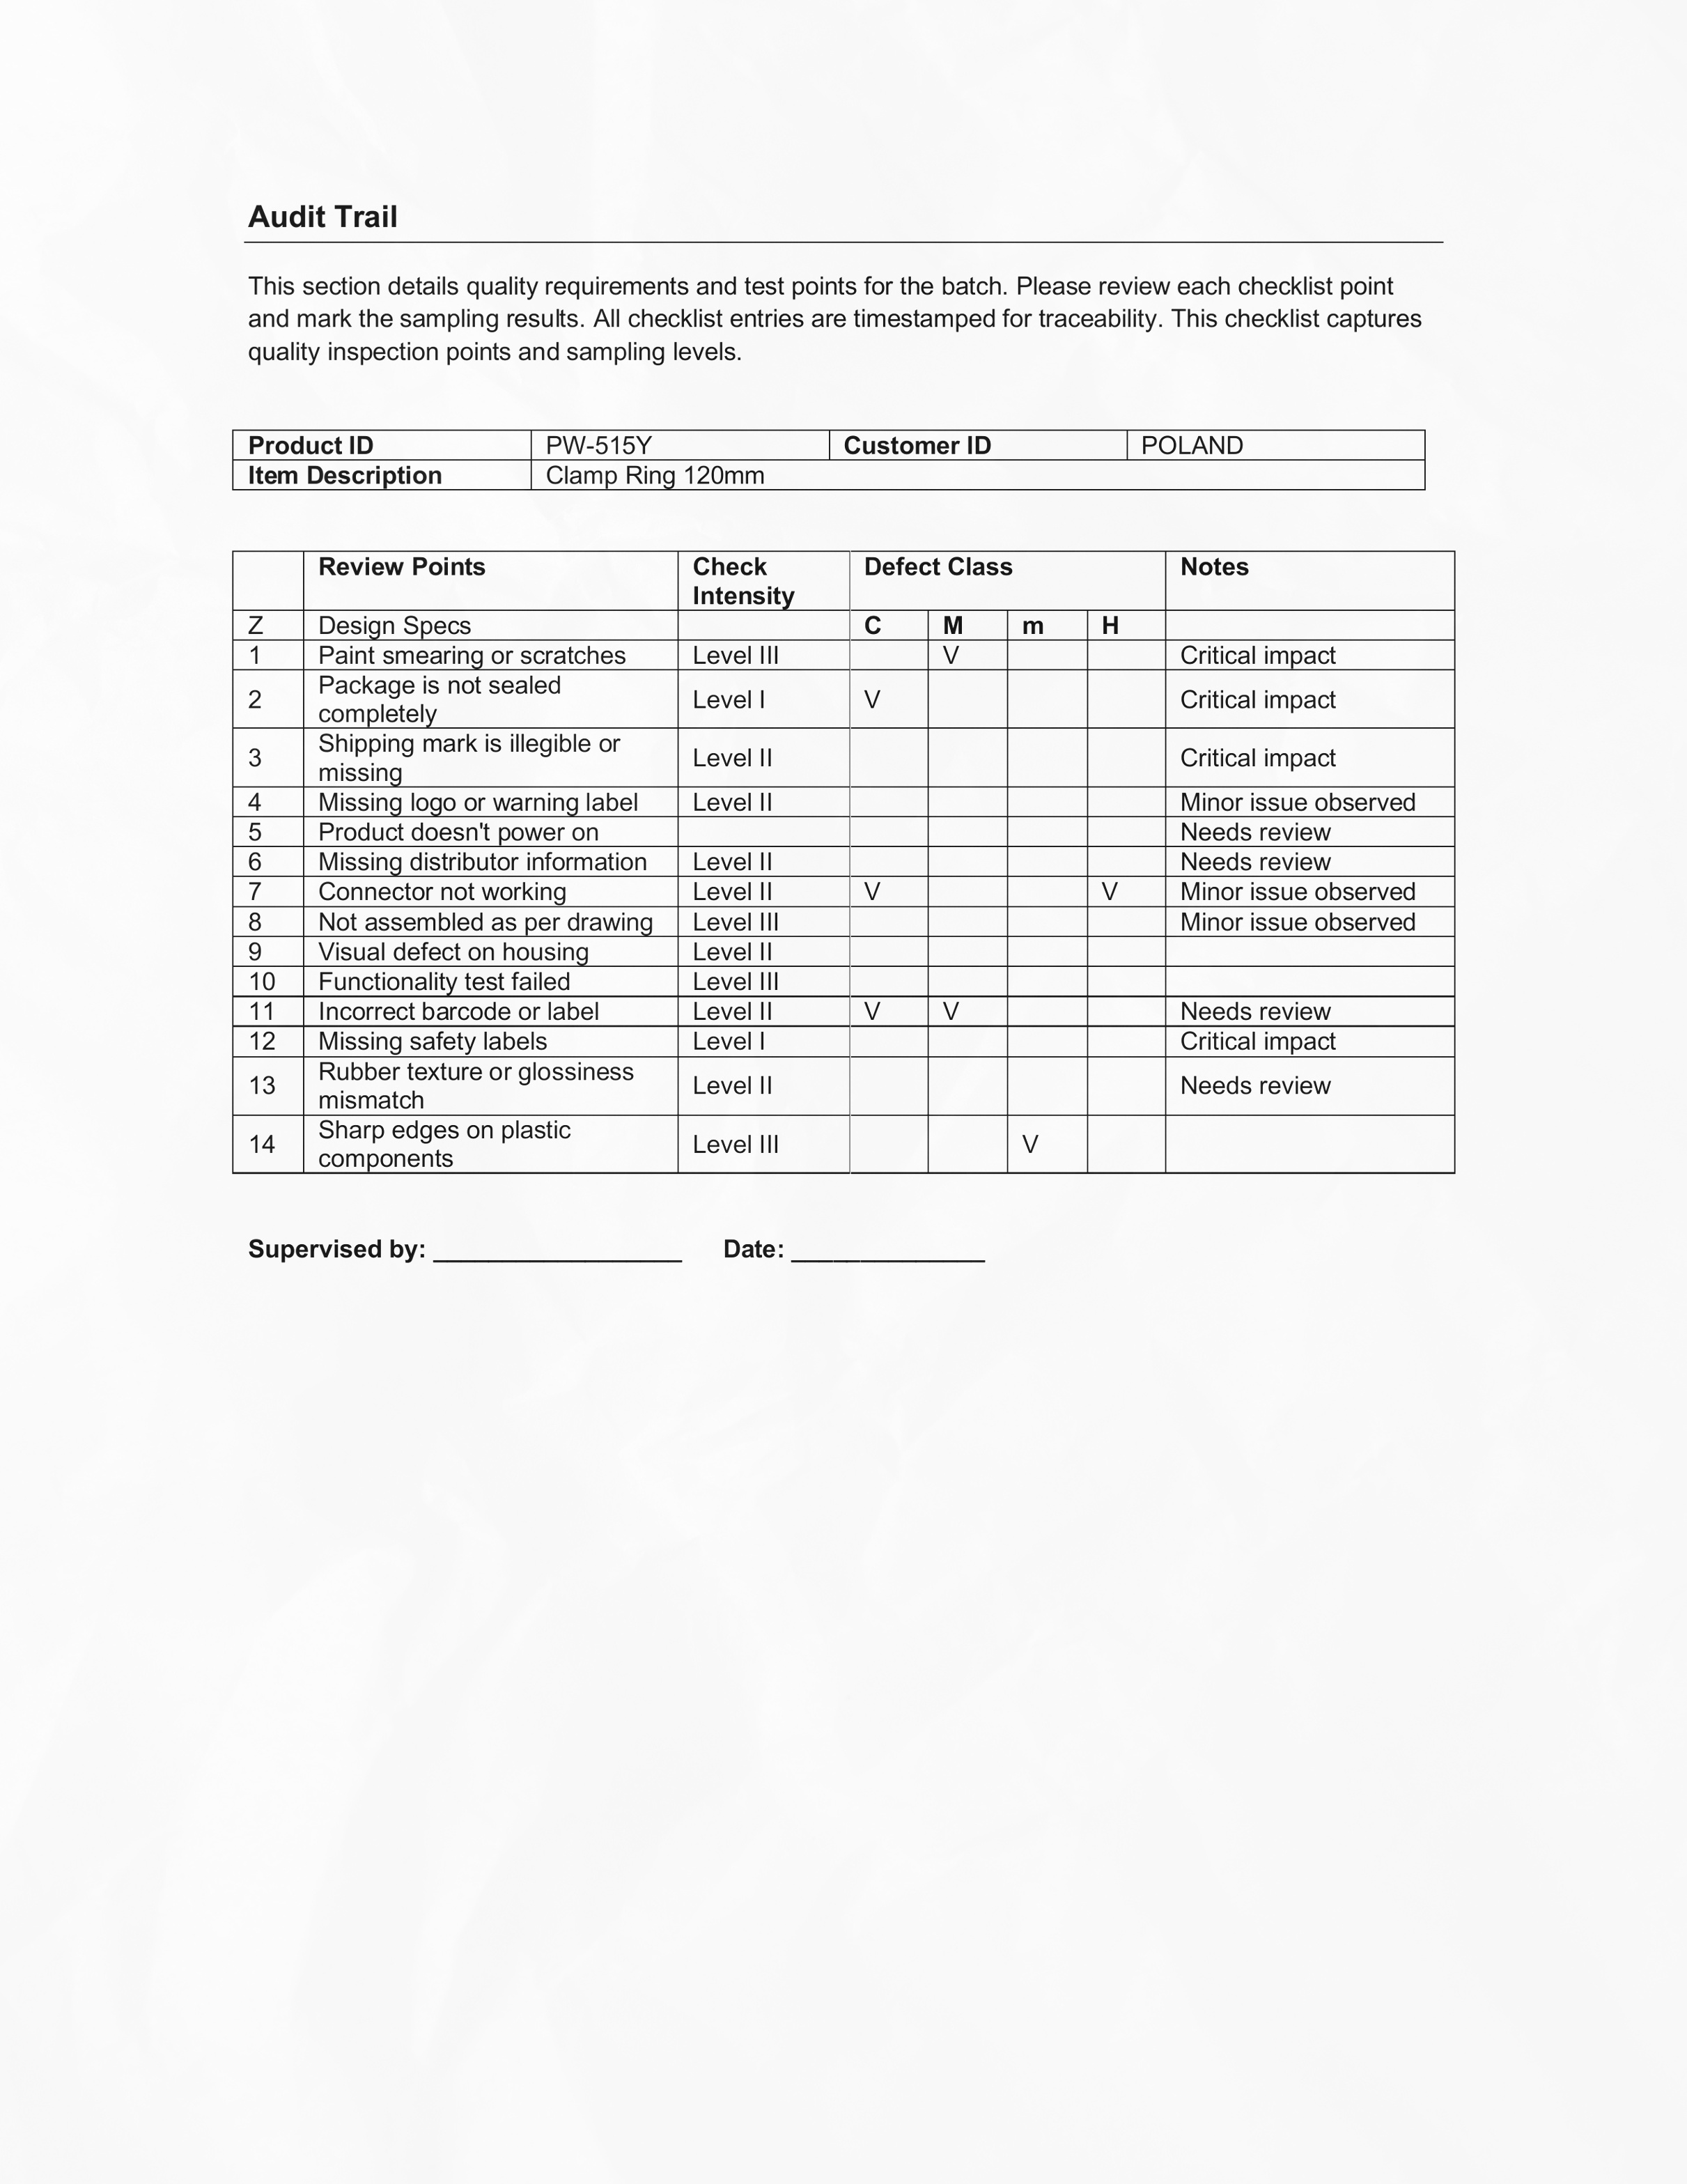 Audit Trail
This section details quality requirements and test points for the batch. Please review each checklist point
and mark the sampling results. All checklist entries are timestamped for traceability. This checklist captures
quality inspection points and sampling levels.
Product ID PW-515Y Customer ID POLAND
Item Description Clamp Ring 120mm
Review Points Check Defect Class Notes
Intensity
Z Design Specs C M m H
1 Paint smearing or scratches Level III V Critical impact
Package is not sealed
2 Level I V Critical impact
completely
Shipping mark is illegible or
3 Level II Critical impact
missing
4 Missing logo or warning label Level II Minor issue observed
5 Product doesn't power on Needs review
6 Missing distributor information Level II Needs review
7 Connector not working Level II V V Minor issue observed
8 Not assembled as per drawing Level III Minor issue observed
9 Visual defect on housing Level II
10 Functionality test failed Level III
11 Incorrect barcode or label Level II V V Needs review
12 Missing safety labels Level I Critical impact
Rubber texture or glossiness
13 Level II Needs review
mismatch
Sharp edges on plastic
14 Level III V
components
Supervised by: __________________ Date: ______________